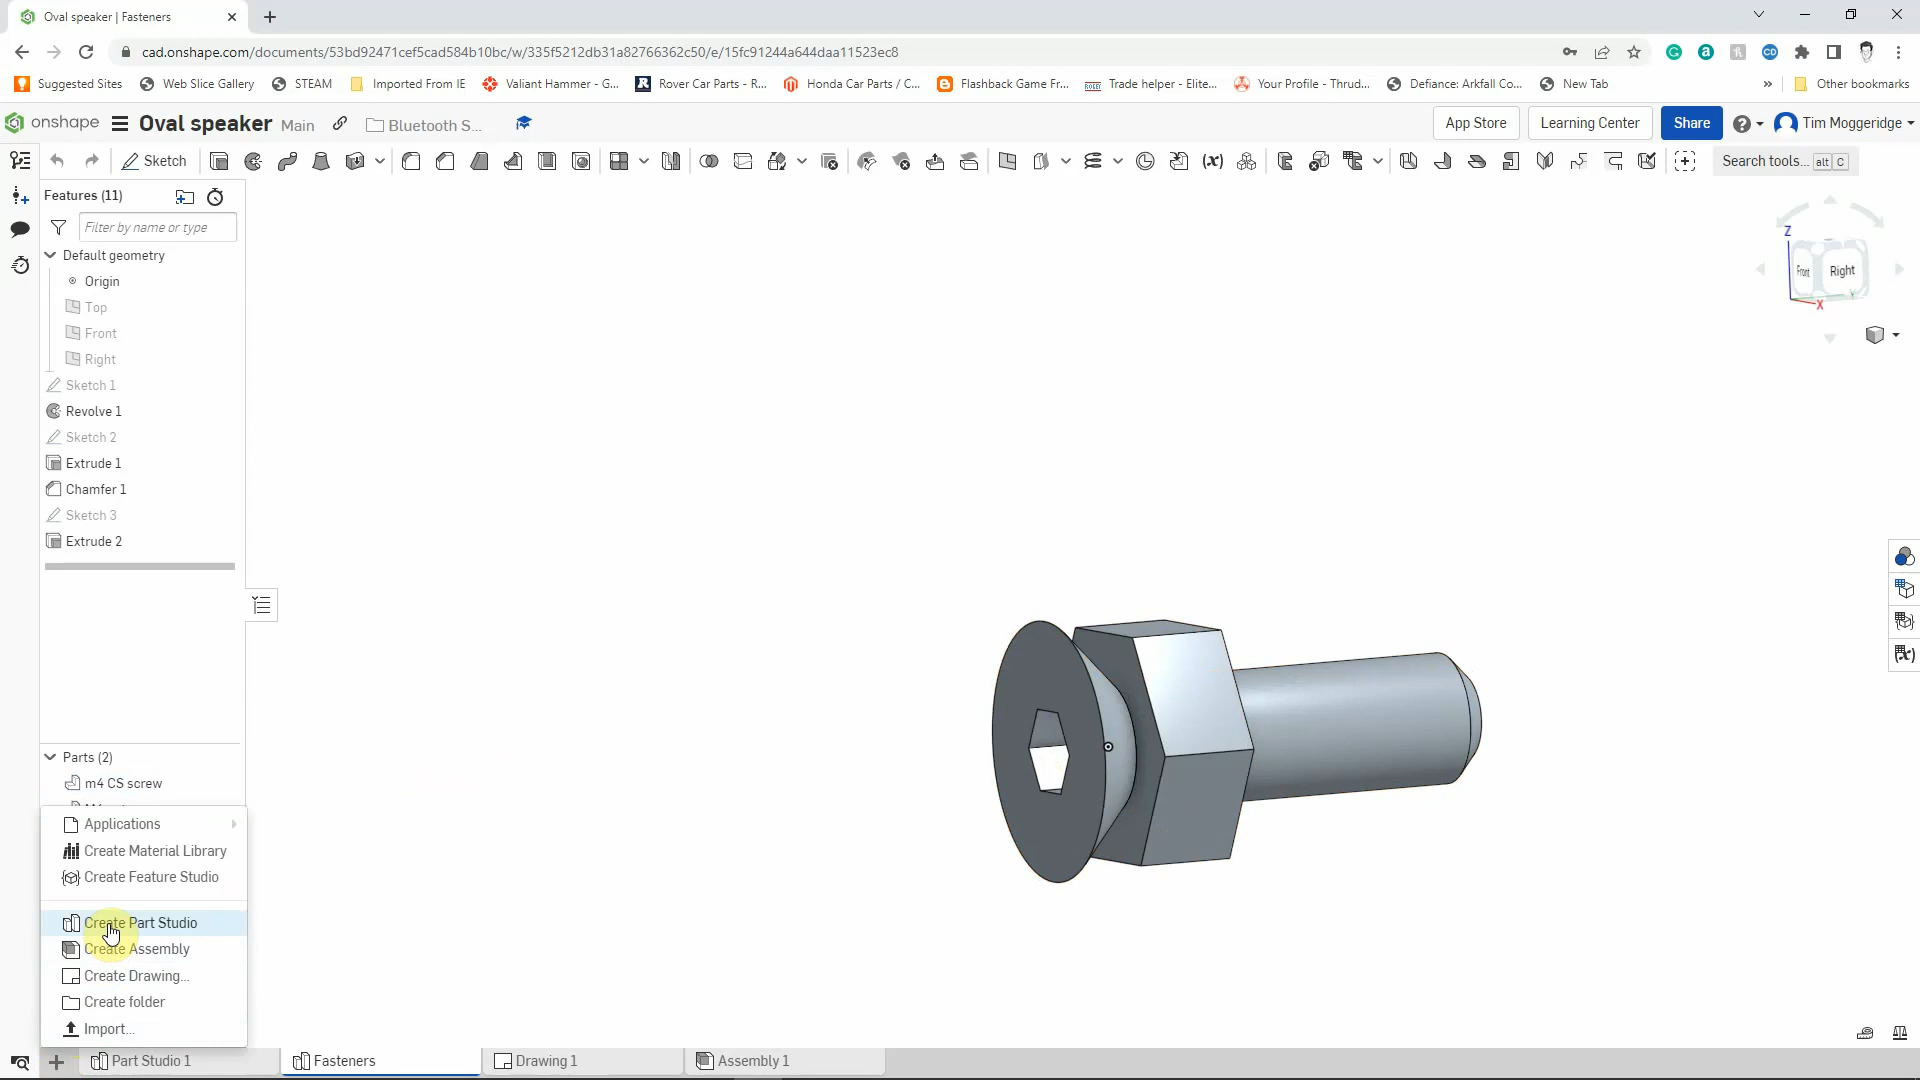 Oval speaker | Fasteners
cad.onshape.com/documents/53bd92471cef5cad584b10bc/w/335f5212db31a82766362c50/e/15fc91244a644daa11523ec8
Suggested Sites Web Slice Gallery STEAM Imported From IE Valiant Hammer - G... Rover Car Parts - R... Honda Car Parts / C... Flashback Game Fr... Trade helper - Elite... Your Profile - Thrud... Defiance: Arkfall Co... New Tab » Other bookmarks
onshape Oval speaker Main Bluetooth S... App Store Learning Center Share Tim Moggeridge
Sketch Search tools... alt C
Features (11)
Filter by name or type
Default geometry
Origin
Top
Front
Right
Sketch 1
Revolve 1
Sketch 2
Extrude 1
Chamfer 1
Sketch 3
Extrude 2
Z
Front Right
X
Parts (2)
m4 CS screw
Applications
Create Material Library
Create Feature Studio
Create Part Studio
Create Assembly
Create Drawing...
Create folder
Import...
Part Studio 1 Fasteners Drawing 1 Assembly 1